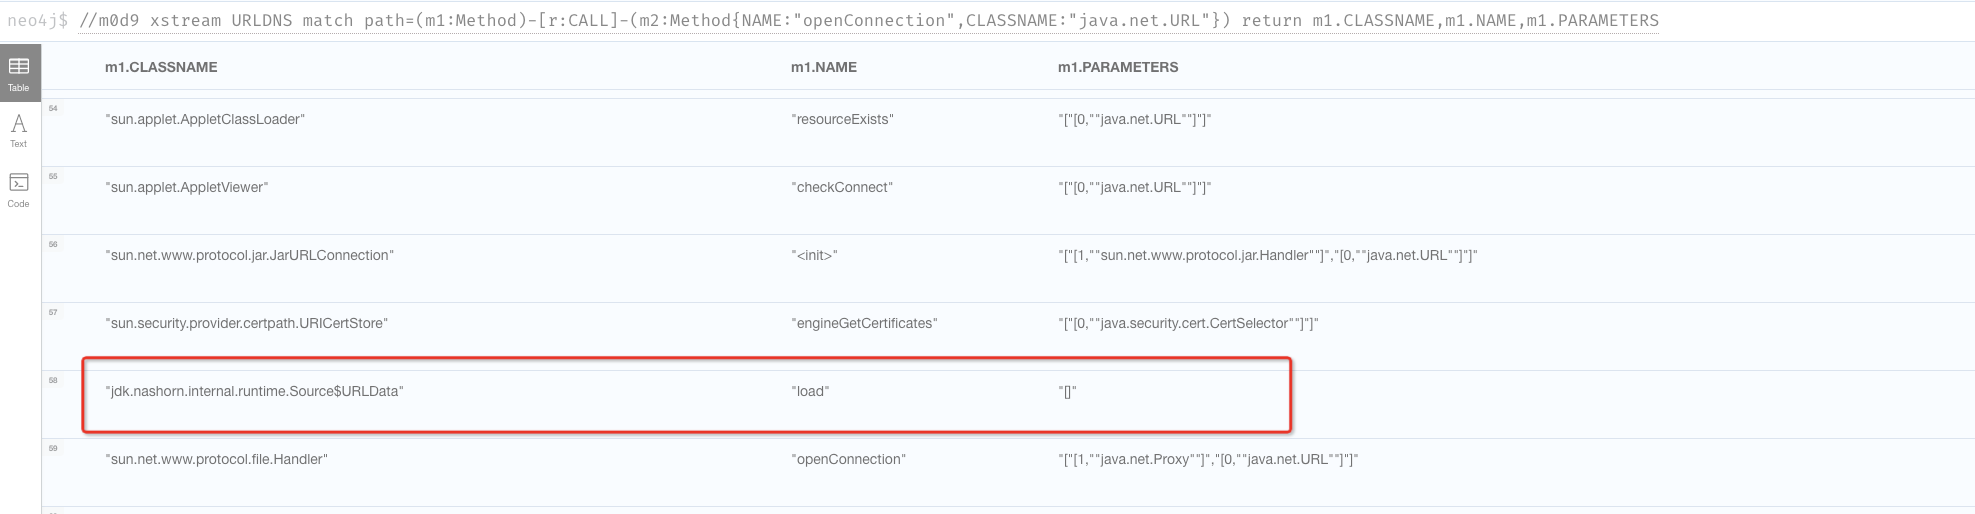 neo4j$ //m0d9 xstream URLDNS match path=(m1:Method)-[r:CALL]-(m2:Method{NAME:"openConnection",CLASSNAME:"java.net.URL"}) return m1.CLASSNAME,m1.NAME,m1.PARAMETERS
Table
Text
Code
m1.CLASSNAME m1.NAME m1.PARAMETERS
54
"sun.applet.AppletClassLoader" "resourceExists" "["[0,""java.net.URL""]"]"
55
"sun.applet.AppletViewer" "checkConnect" "["[0,""java.net.URL""]"]"
56
"sun.net.www.protocol.jar.JarURLConnection" "<init>" "["[1,""sun.net.www.protocol.jar.Handler""]","[0,""java.net.URL""]"]"
57
"sun.security.provider.certpath.URICertStore" "engineGetCertificates" "["[0,""java.security.cert.CertSelector""]"]"
58
"jdk.nashorn.internal.runtime.Source$URLData" "load" "[]"
59
"sun.net.www.protocol.file.Handler" "openConnection" "["[1,""java.net.Proxy""]","[0,""java.net.URL""]"]"